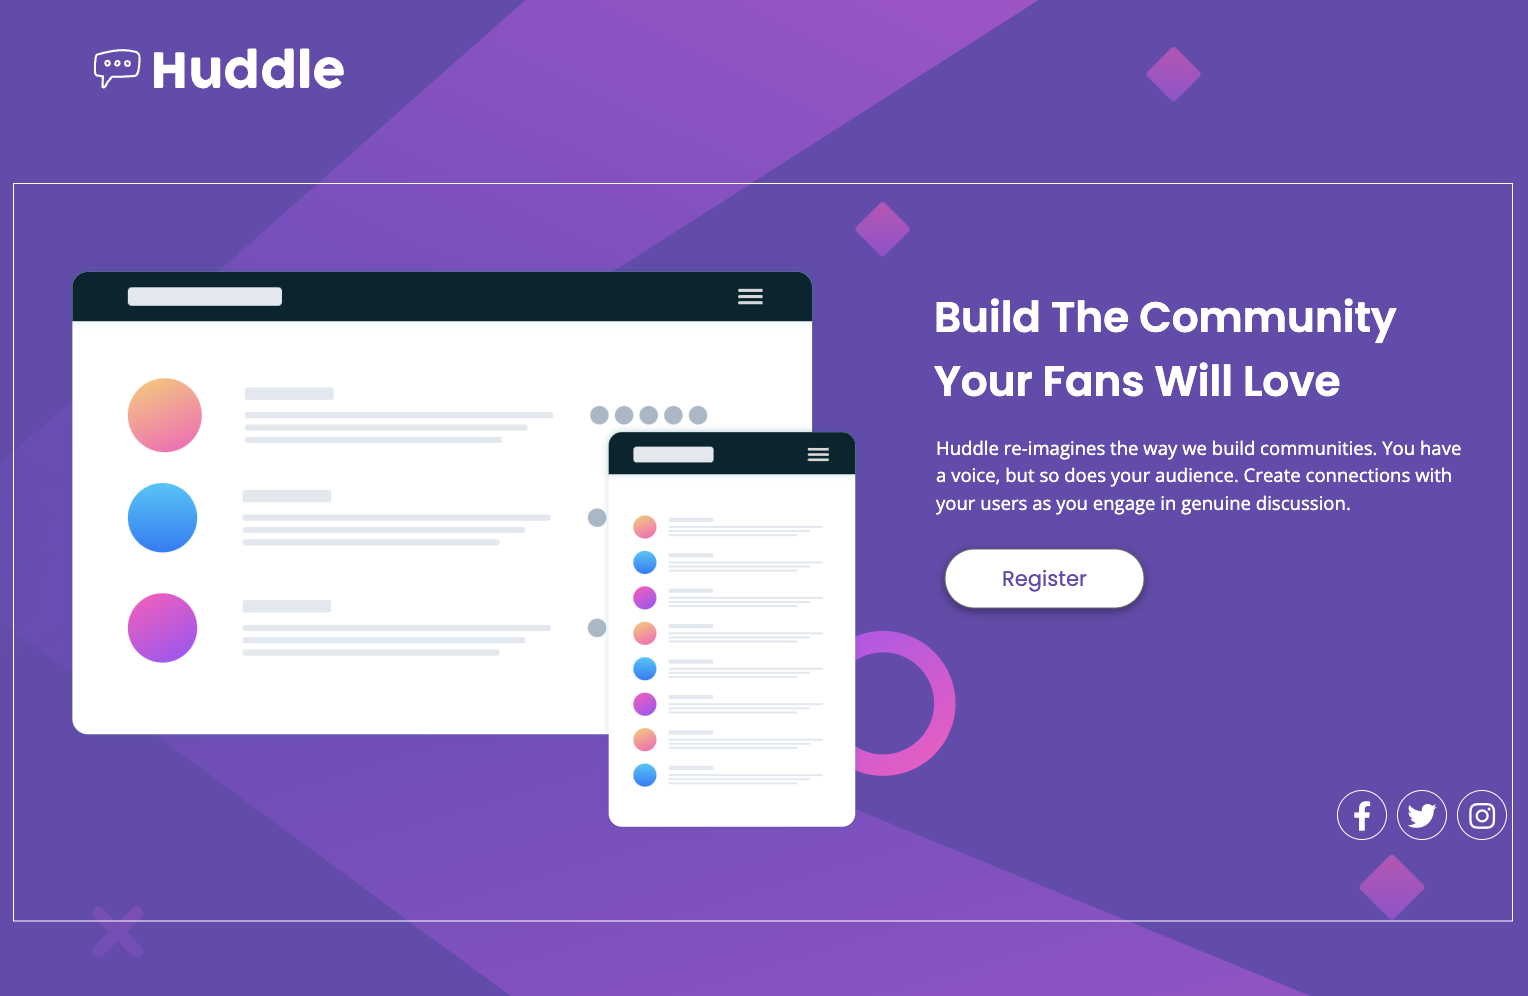 Huddle
Build The Community
Your Fans Will Love
Huddle re-imagines the way we build communities. You have
a voice, but so does your audience. Create connections with
your users as you engage in genuine discussion.
Register